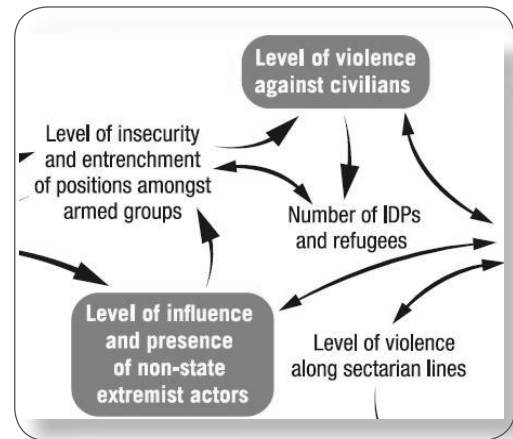 Level of violence
against civilians
Level of insecurity
and entrenchment
of positions amongst
armed groups
Number of IDPs
and refugees
Level of influence
and presence
of non-state
extremist actors
Level of violence
along sectarian lines